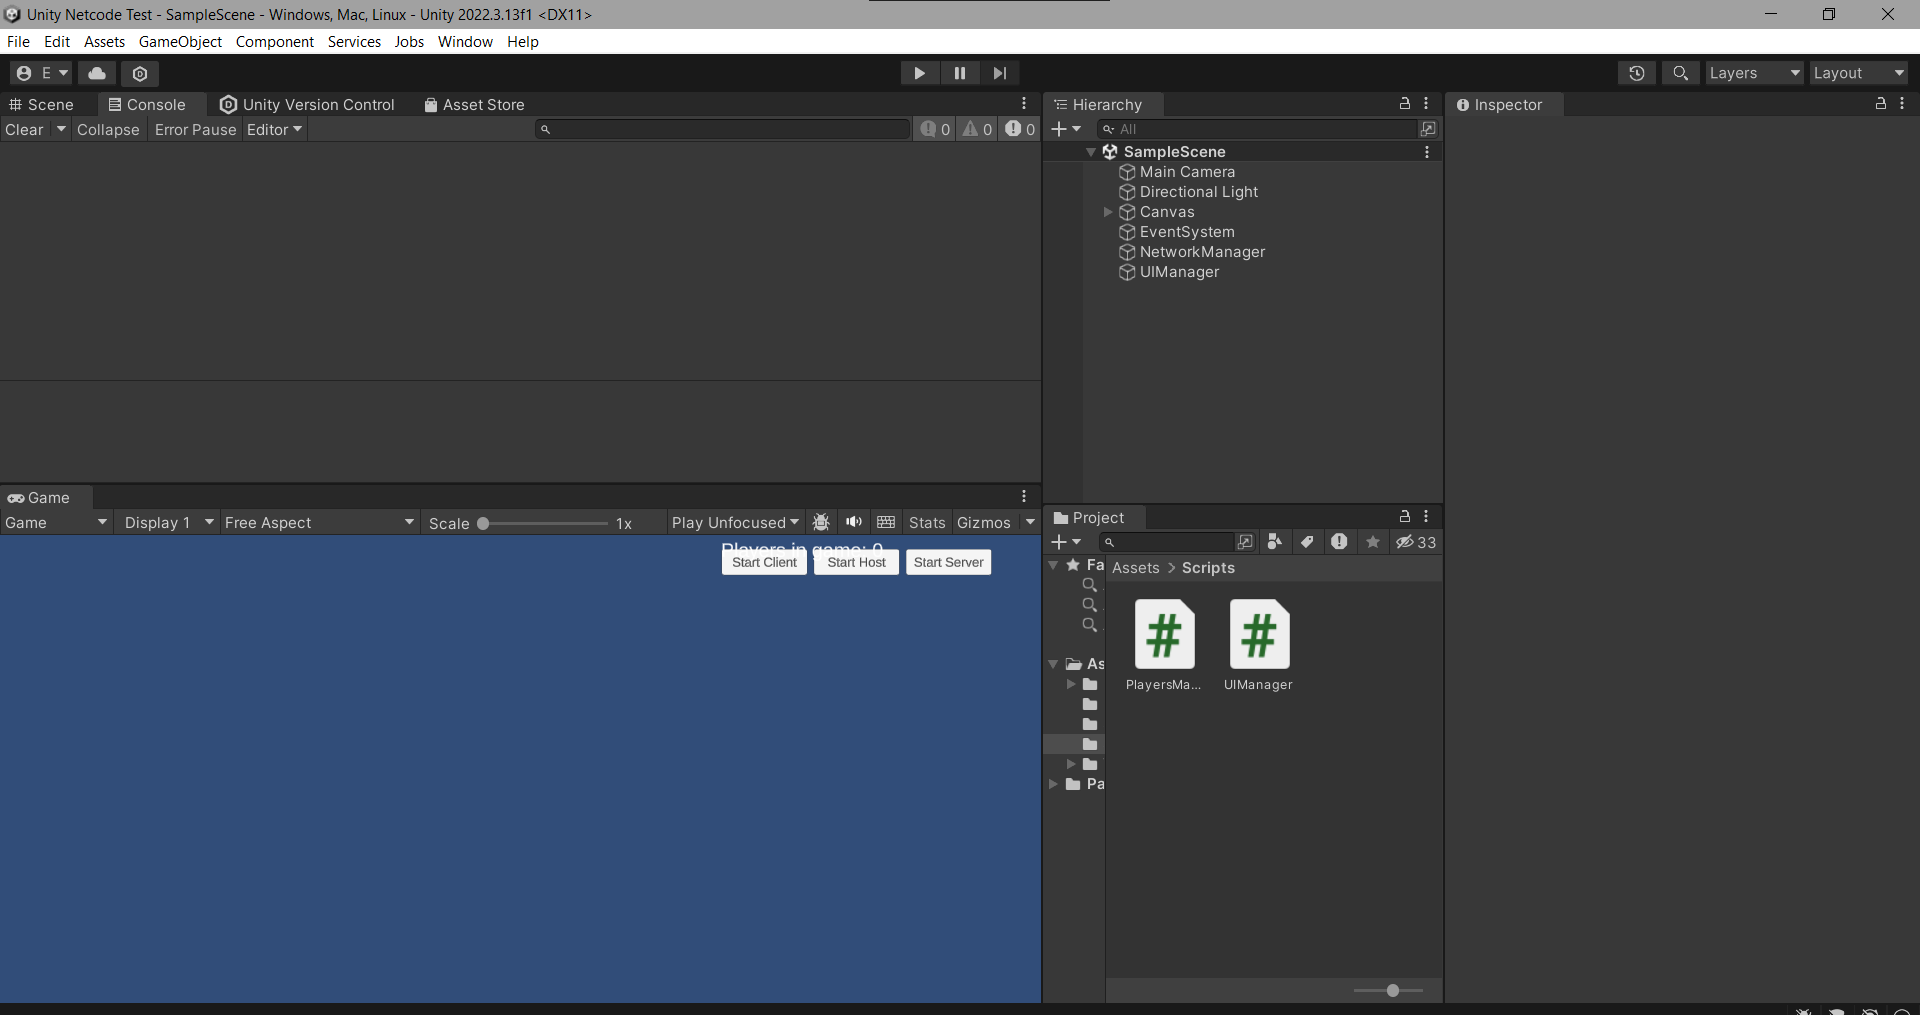 Unity Netcode Test - SampleScene - Windows, Mac, Linux - Unity 2022.3.13f1 <DX11>
File Edit Assets GameObject Component Services Jobs Window Help
E Layers Layout
Scene Console Unity Version Control Asset Store
Clear Collapse Error Pause Editor 0 0 0
Hierarchy
All
SampleScene
Main Camera
Directional Light
Canvas
EventSystem
NetworkManager
UIManager
Inspector
Game
Game Display 1 Free Aspect Scale 1x Play Unfocused Stats Gizmos
Players in game: 0
Start Client Start Host Start Server
Project
33
Fa
As
Pa
Assets > Scripts
PlayersMa... UIManager